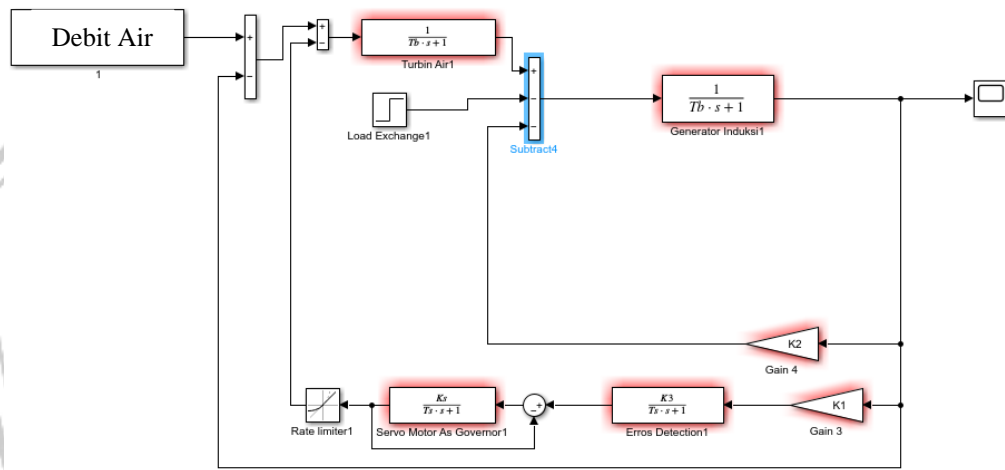 Debit Air
1
+
−
+
−
1
Tb · s + 1
Turbin Air1
Load Exchange1
+
−
−
Subtract4
1
Tb · s + 1
Generator Induksi1
K2
Gain 4
Rate limiter1
Ks
Ts · s + 1
Servo Motor As Governor1
+
−
K3
Ts · s + 1
Erros Detection1
K1
Gain 3